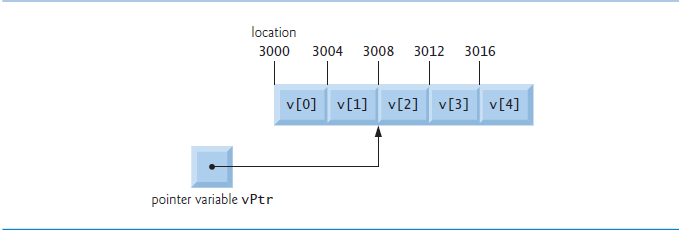 location
3000 3004 3008 3012 3016
v[0] v[1] v[2] v[3] v[4]
pointer variable vPtr